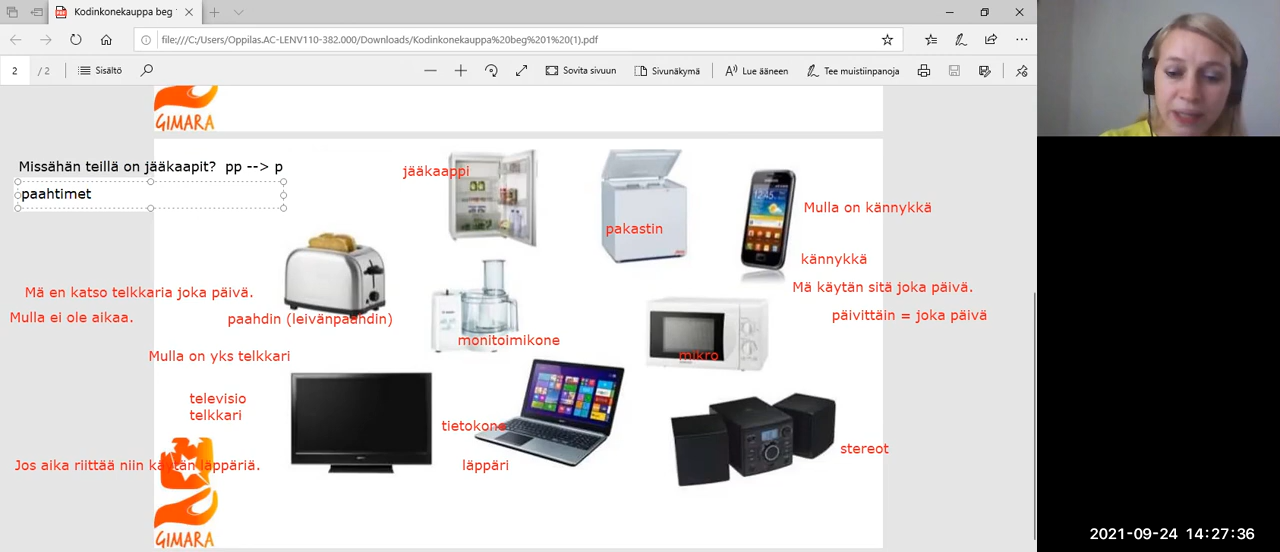 Kodinkonekauppa beg
file:///C:/Users/Oppilas.AC-LENV110-382.000/Downloads/Kodinkonekauppa%20beg%201%20(1).pdf
2 / 2
Sisältö
Sovita sivuun
Sivunäkymä
Lue ääneen
Tee muistiinpanoja
GIMARA
Missähän teillä on jääkaapit? pp --> p
paahtimet
jääkaappi
pakastin
Mulla on kännykkä
kännykkä
Mä en katso telkkaria joka päivä.
Mä käytän sitä joka päivä.
Mulla ei ole aikaa.
paahdin (leivänpaahdin)
päivittäin = joka päivä
monitoimikone
Mulla on yks telkkari
mikro
televisio
telkkari
tietokone
stereot
Jos aika riittää niin käytän läppäriä.
läppäri
GIMARA
2021-09-24 14:27:36